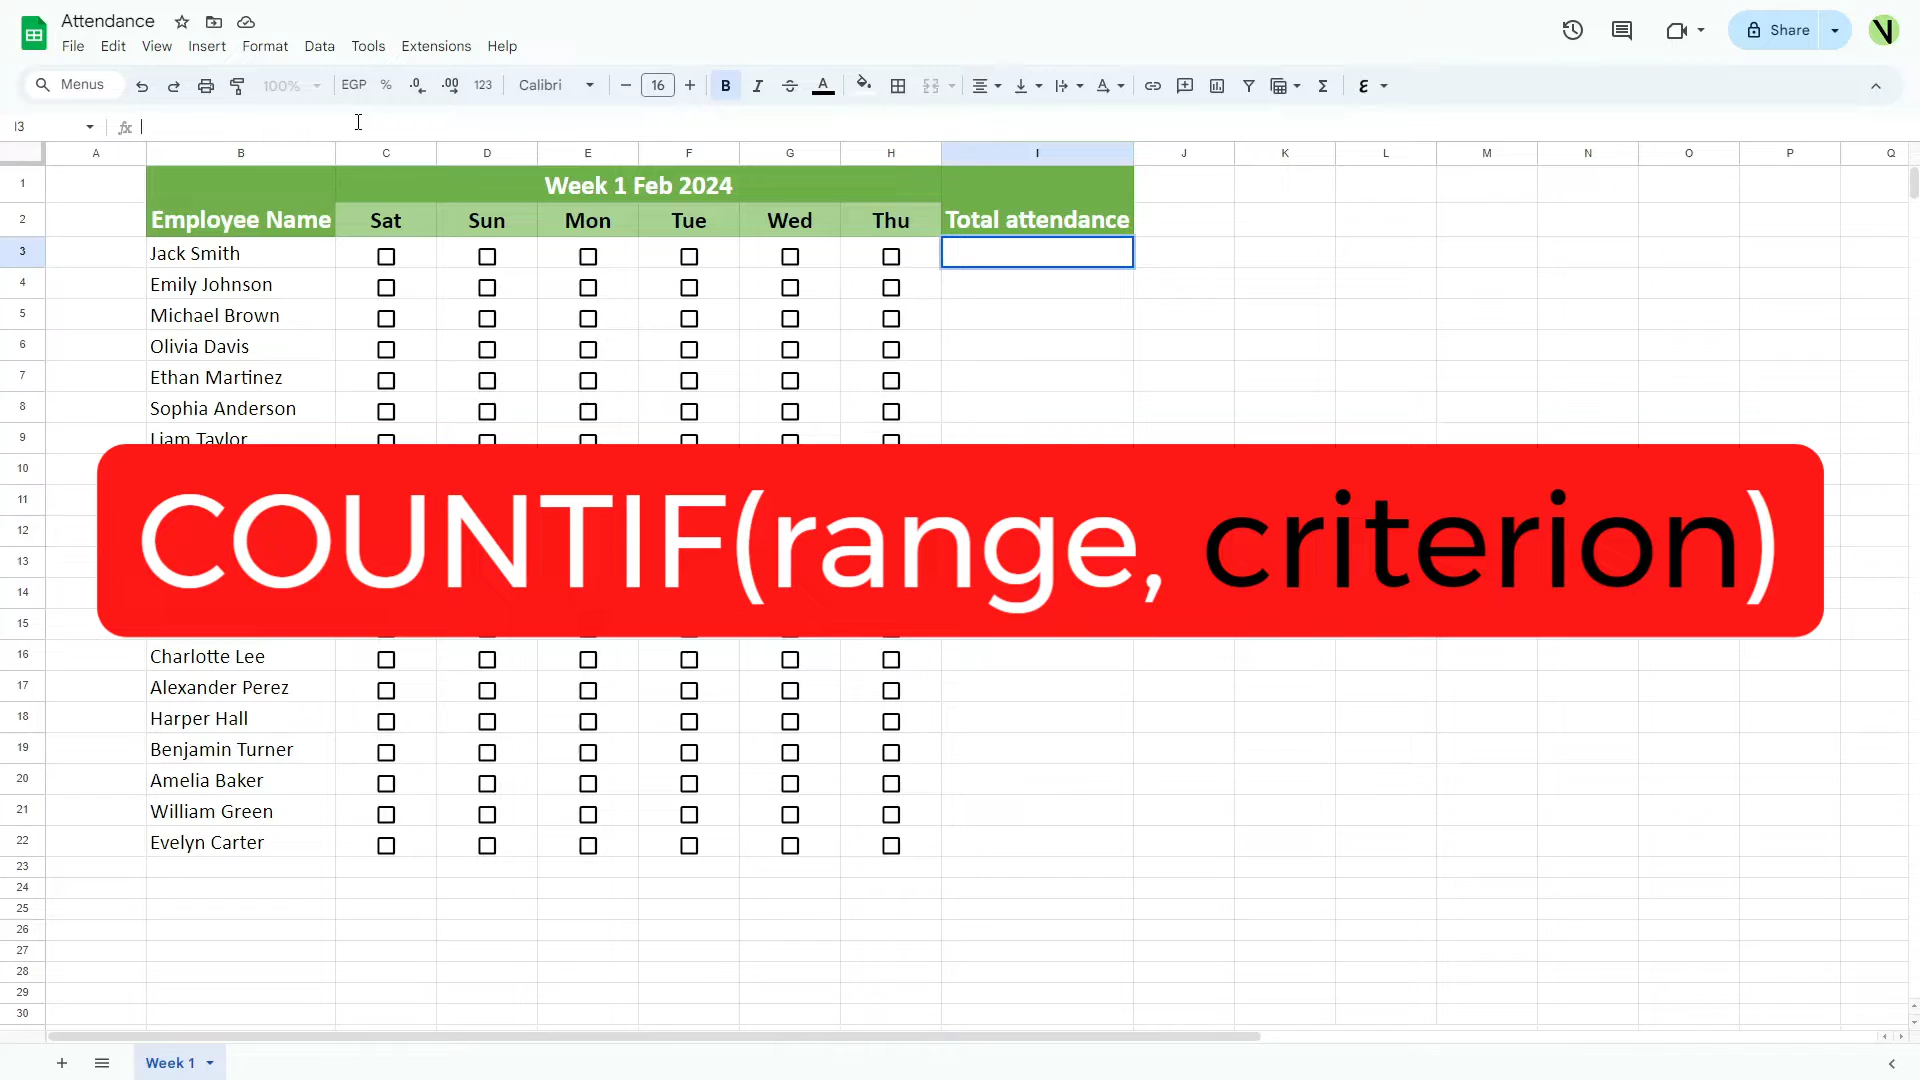 Attendance
File Edit View Insert Format Data Tools Extensions Help
Share
Menus 100% EGP % .0 .00 123 Calibri 16 B I A
I3 fx
A B C D E F G H I J K L M N O P Q
1 Week 1 Feb 2024
2 Employee Name Sat Sun Mon Tue Wed Thu Total attendance
3 Jack Smith
4 Emily Johnson
5 Michael Brown
6 Olivia Davis
7 Ethan Martinez
8 Sophia Anderson
9 Liam Taylor
10
11
12
13
14
15
COUNTIF(range, criterion)
16 Charlotte Lee
17 Alexander Perez
18 Harper Hall
19 Benjamin Turner
20 Amelia Baker
21 William Green
22 Evelyn Carter
23
24
25
26
27
28
29
30
Week 1